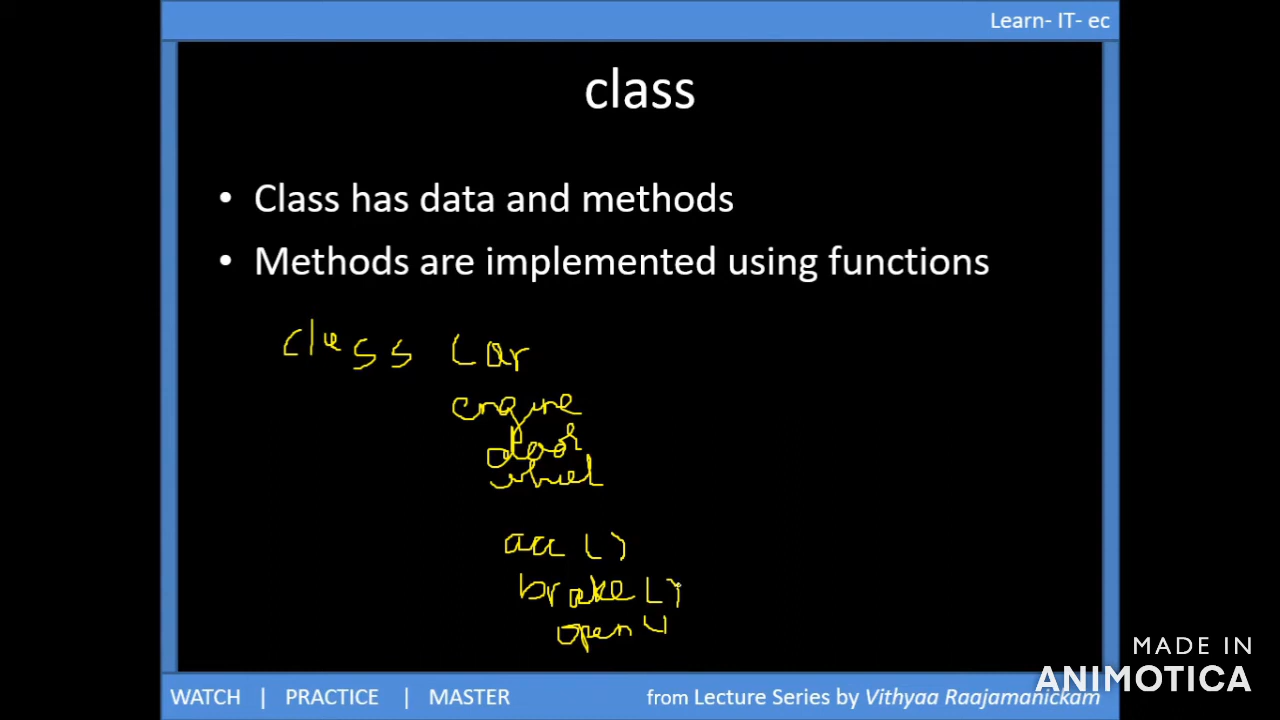 Learn- IT- ec
class
• Class has data and methods
• Methods are implemented using functions
class Car
engine
door
wheel
acc ()
brake ()
open ()
MADE IN
ANIMOTICA
WATCH | PRACTICE | MASTER from Lecture Series by Vithyaa Raajamanickam